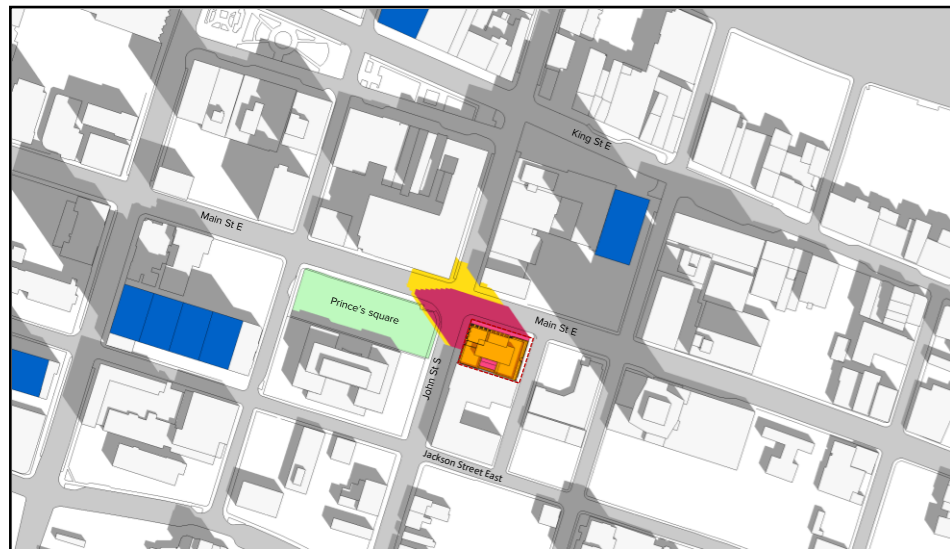 King St E
Main St E
Prince's square
Main St E
John St S
Jackson Street East